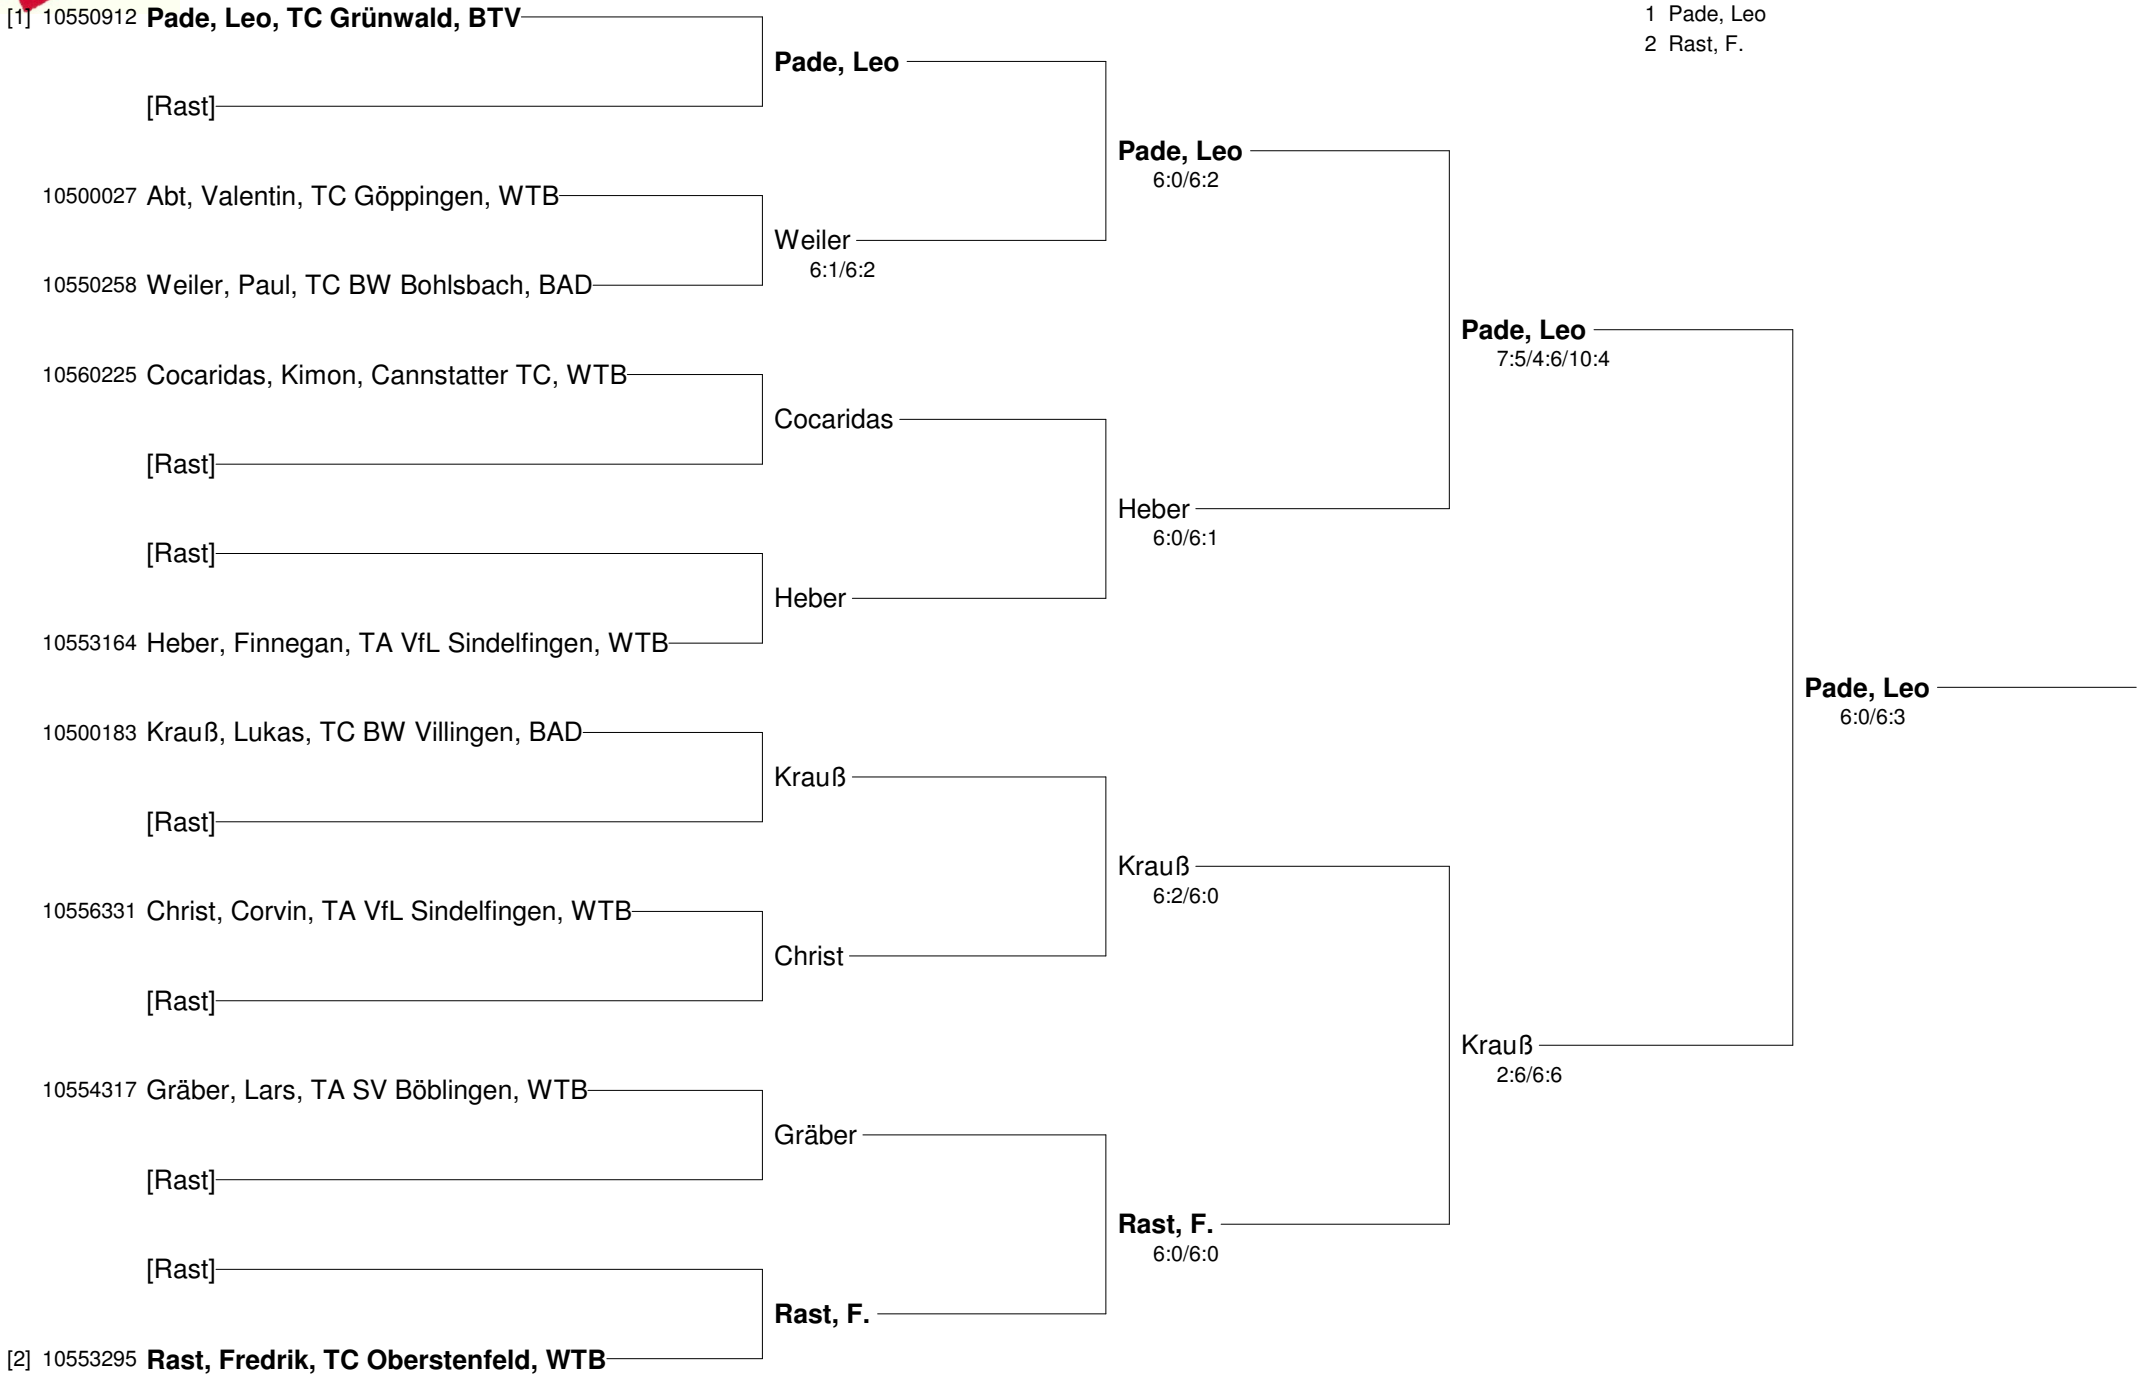 [1] 10550912 Pade, Leo, TC Grünwald, BTV
1 Pade, Leo
2 Rast, F.
Pade, Leo
[Rast]
Pade, Leo
6:0/6:2
10500027 Abt, Valentin, TC Göppingen, WTB
Weiler
6:1/6:2
10550258 Weiler, Paul, TC BW Bohlsbach, BAD
Pade, Leo
7:5/4:6/10:4
10560225 Cocaridas, Kimon, Cannstatter TC, WTB
Cocaridas
[Rast]
Heber
6:0/6:1
[Rast]
Heber
10553164 Heber, Finnegan, TA VfL Sindelfingen, WTB
Pade, Leo
6:0/6:3
10500183 Krauß, Lukas, TC BW Villingen, BAD
Krauß
[Rast]
Krauß
6:2/6:0
10556331 Christ, Corvin, TA VfL Sindelfingen, WTB
Christ
[Rast]
Krauß
2:6/6:6
10554317 Gräber, Lars, TA SV Böblingen, WTB
Gräber
[Rast]
Rast, F.
6:0/6:0
[Rast]
Rast, F.
[2] 10553295 Rast, Fredrik, TC Oberstenfeld, WTB